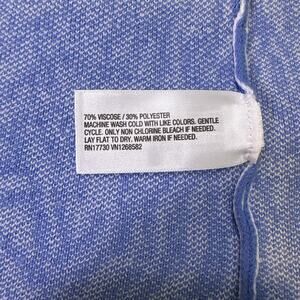 70% VISCOSE / 30% POLYESTER
MACHINE WASH COLD WITH LIKE COLORS. GENTLE
CYCLE. ONLY NON CHLORINE BLEACH IF NEEDED.
LAY FLAT TO DRY. WARM IRON IF NEEDED.
RN17730 VN1268582